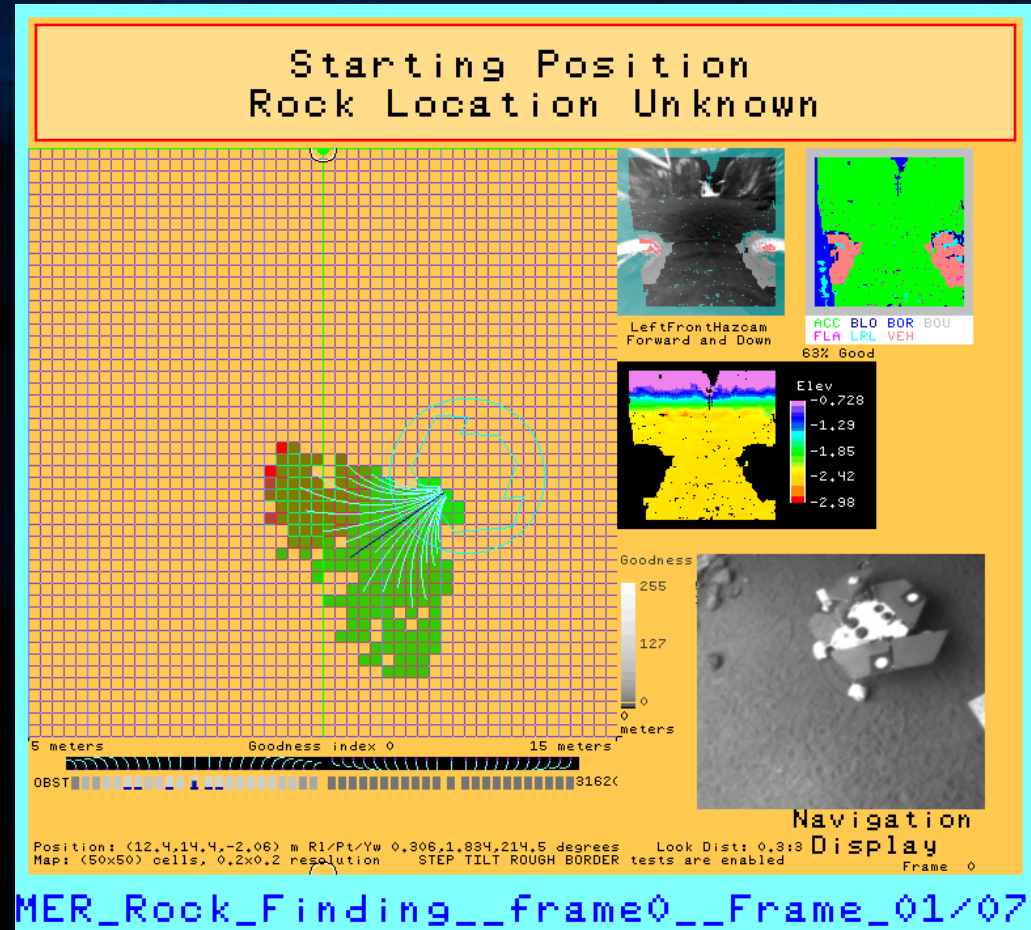 Starting Position
Rock Location Unknown
LeftFrontHazcam
Forward and Down
ACC BLO BOR BOU
FLA LRL VEH
63% Good
Elev
-0.728
-1.29
-1.85
-2.42
-2.98
Goodness
255
127
0
0
meters
5 meters Goodness index 0 15 meters
OBST 3162(
Navigation
Display
Position: (12.4,14.4,-2.06) m Rl/Pt/Yw 0.306,1.834,214.5 degrees Look Dist: 0.3:3
Map: (50x50) cells, 0.2x0.2 resolution STEP TILT ROUGH BORDER tests are enabled
Frame 0
MER_Rock_Finding__frame0__Frame_01/07